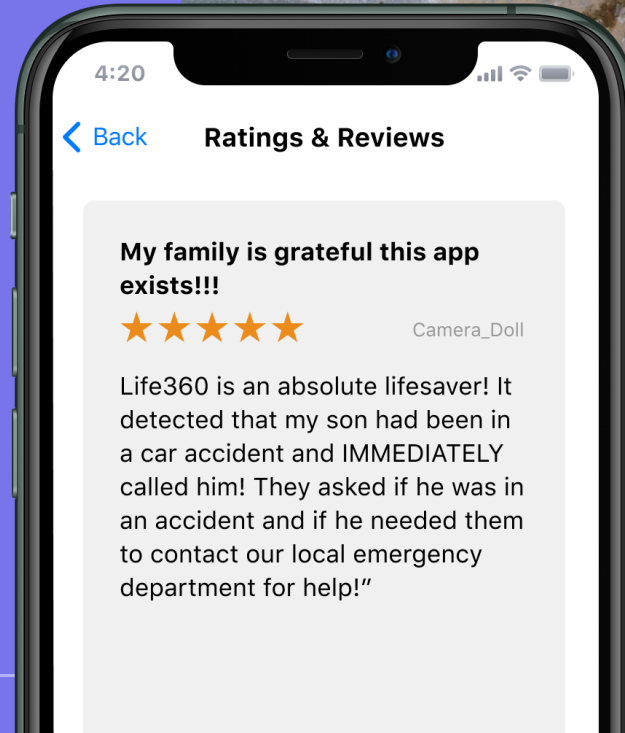 4:20
Back
Ratings & Reviews
My family is grateful this app
exists!!!
Camera_Doll
Life360 is an absolute lifesaver! It
detected that my son had been in
a car accident and IMMEDIATELY
called him! They asked if he was in
an accident and if he needed them
to contact our local emergency
department for help!”